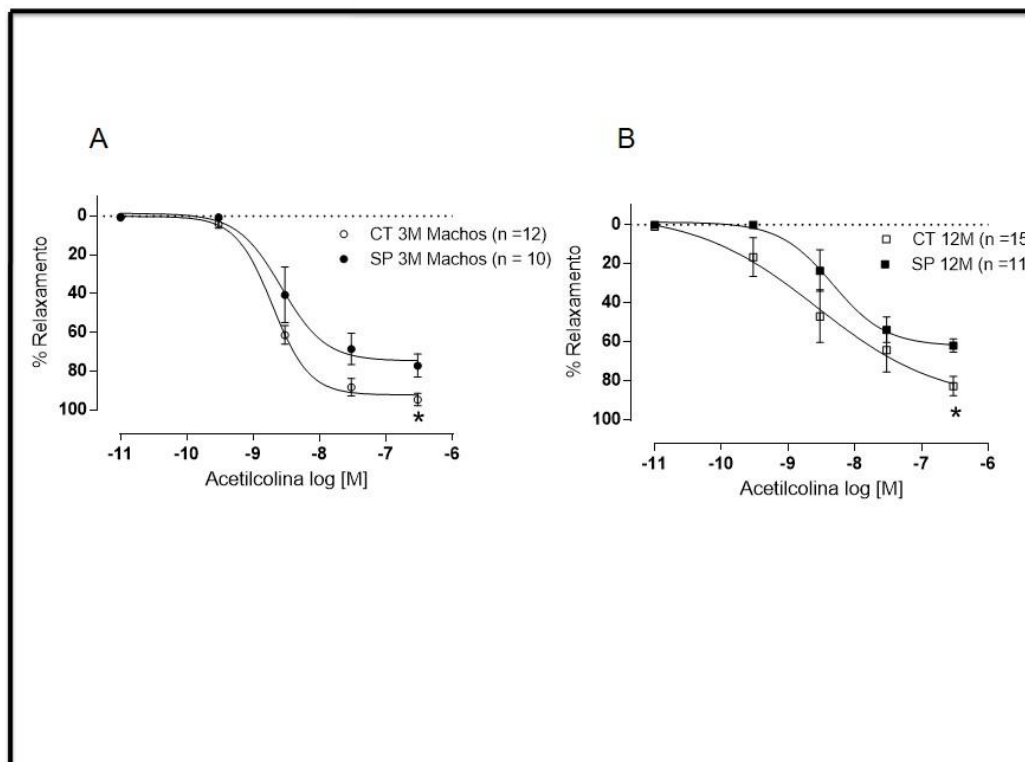 A
B
0
20
40
60
80
100
% Relaxamento
CT 3M Machos (n =12)
SP 3M Machos (n = 10)
*
-11 -10 -9 -8 -7 -6
Acetilcolina log [M]
0
20
40
60
80
100
% Relaxamento
CT 12M (n =15
SP 12M (n =11
*
-11 -10 -9 -8 -7 -6
Acetilcolina log [M]